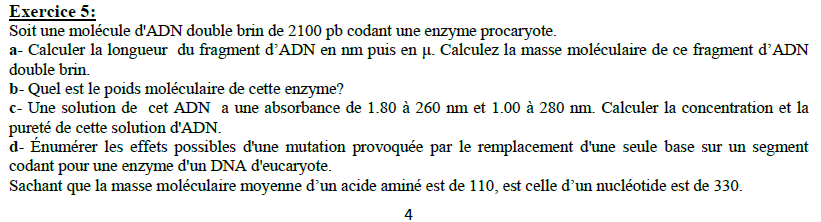 Exercice 5:
Soit une molécule d'ADN double brin de 2100 pb codant une enzyme procaryote.
a- Calculer la longueur du fragment d’ADN en nm puis en µ. Calculez la masse moléculaire de ce fragment d’ADN
double brin.
b- Quel est le poids moléculaire de cette enzyme?
c- Une solution de cet ADN a une absorbance de 1.80 à 260 nm et 1.00 à 280 nm. Calculer la concentration et la
pureté de cette solution d'ADN.
d- Énumérer les effets possibles d'une mutation provoquée par le remplacement d'une seule base sur un segment
codant pour une enzyme d'un DNA d'eucaryote.
Sachant que la masse moléculaire moyenne d’un acide aminé est de 110, est celle d’un nucléotide est de 330.
4